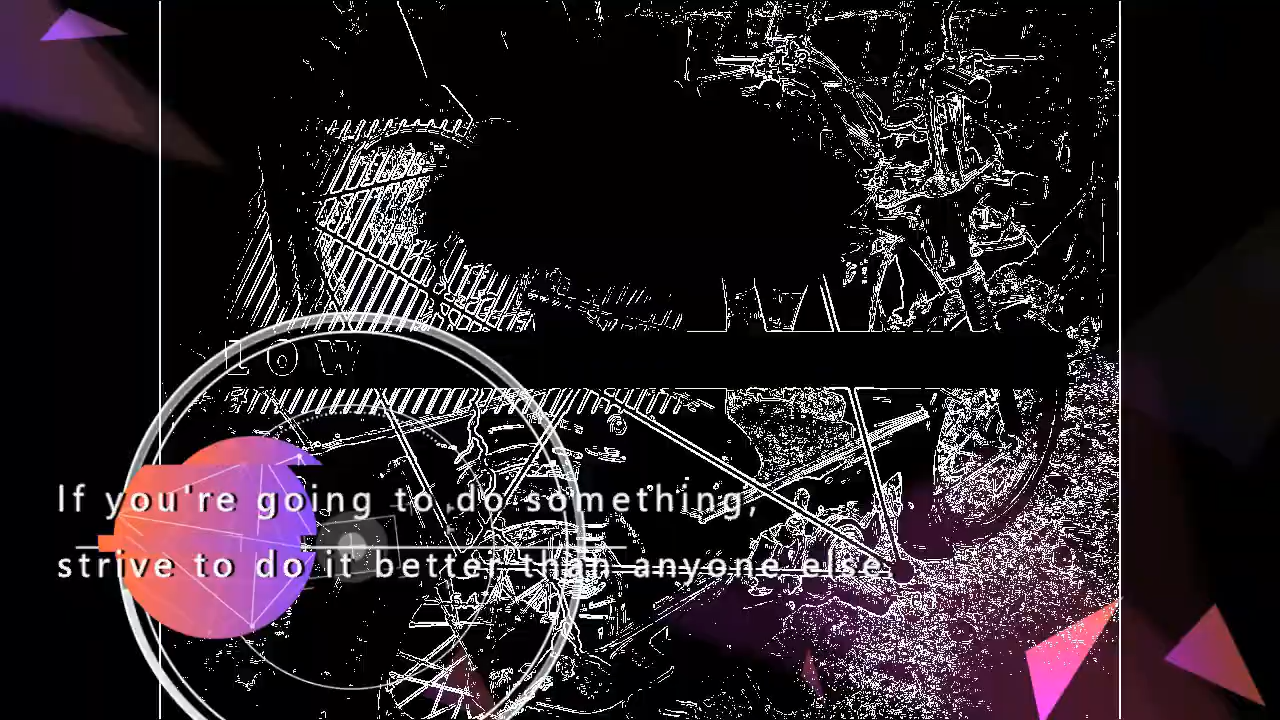 low
If you're going to do something,
strive to do it better than anyone else.